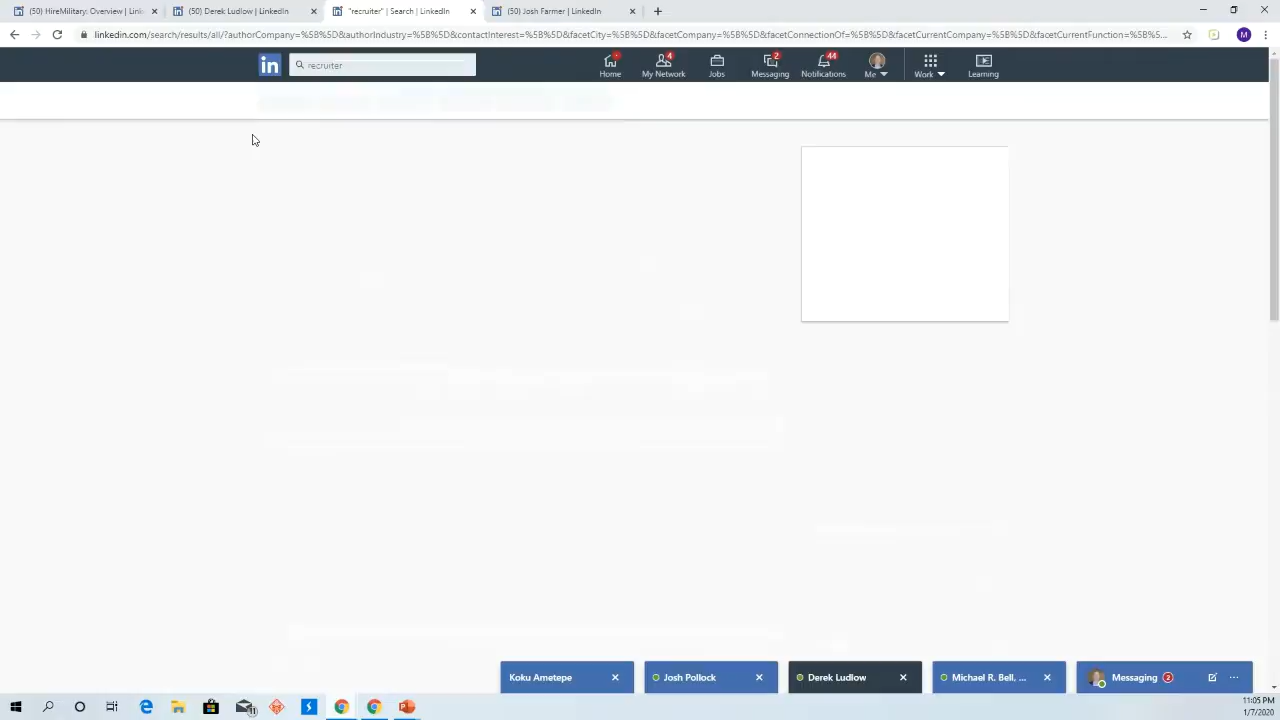 (50) HireMilitary: Overview | Link
(50) Derek Ludlow | LinkedIn
"recruiter" | Search | LinkedIn
(50) Josh Farmer | LinkedIn
linkedin.com/search/results/all/?authorCompany=%5B%5D&authorIndustry=%5B%5D&contactInterest=%5B%5D&facetCity=%5B%5D&facetCompany=%5B%5D&facetConnectionOf=%5B%5D&facetCurrentCompany=%5B%5D&facetCurrentFunction=%5B%...
M
in
recruiter
4
2
44
Home
My Network
Jobs
Messaging
Notifications
Me
Work
Learning
Koku Ametepe
Josh Pollock
Derek Ludlow
Michael R. Bell, ...
Messaging
2
11:05 PM
1/7/2020